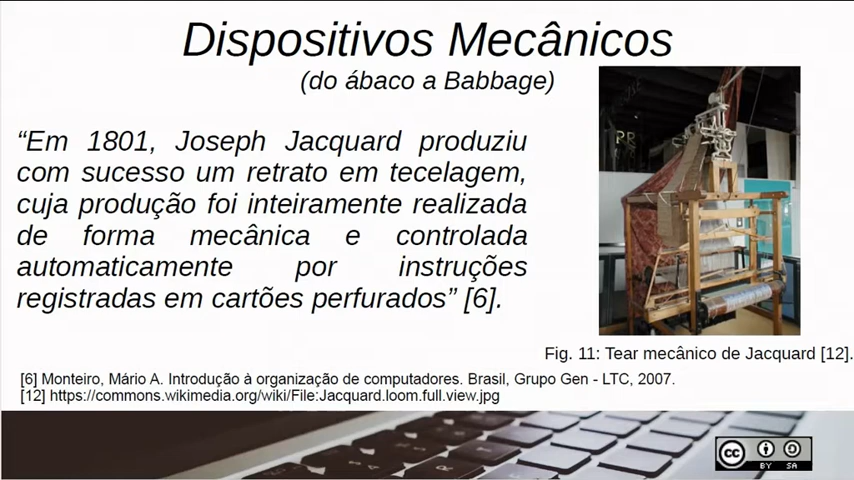 Dispositivos Mecânicos
(do ábaco a Babbage)
“Em 1801, Joseph Jacquard produziu
com sucesso um retrato em tecelagem,
cuja produção foi inteiramente realizada
de forma mecânica e controlada
automaticamente por instruções
registradas em cartões perfurados” [6].
Fig. 11: Tear mecânico de Jacquard [12].
[6] Monteiro, Mário A. Introdução à organização de computadores. Brasil, Grupo Gen - LTC, 2007.
[12] https://commons.wikimedia.org/wiki/File:Jacquard.loom.full.view.jpg
cc
BY SA